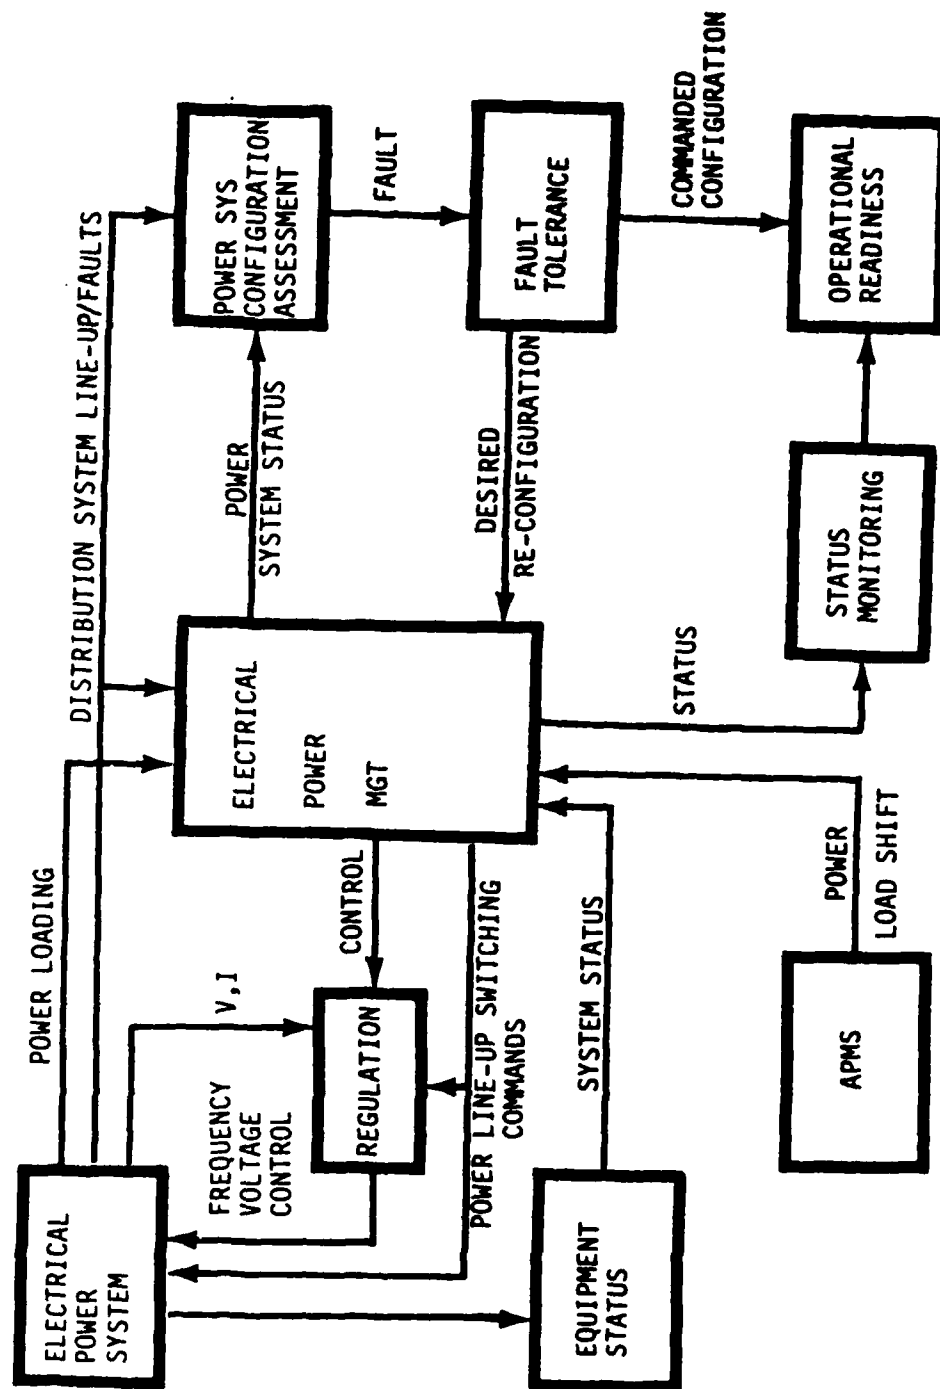 ELECTRICAL
POWER
SYSTEM
POWER LOADING
DISTRIBUTION SYSTEM LINE-UP/FAULTS
V,I
FREQUENCY
VOLTAGE
CONTROL
REGULATION
CONTROL
POWER LINE-UP SWITCHING
COMMANDS
ELECTRICAL
POWER
MGT
POWER
SYSTEM STATUS
POWER SYS
CONFIGURATION
ASSESSMENT
FAULT
FAULT
TOLERANCE
DESIRED
RE-CONFIGURATION
COMMANDED
CONFIGURATION
EQUIPMENT
STATUS
SYSTEM STATUS
STATUS
APMS
POWER
LOAD SHIFT
STATUS
MONITORING
OPERATIONAL
READINESS